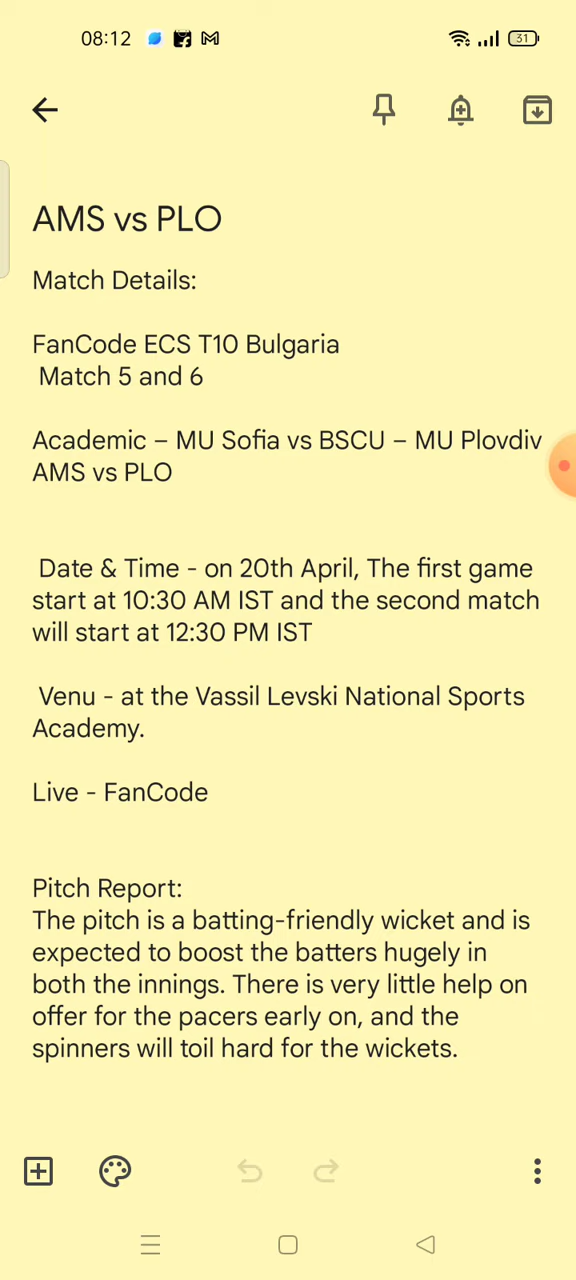 08:12
31
AMS vs PLO
Match Details:
FanCode ECS T10 Bulgaria
Match 5 and 6
Academic – MU Sofia vs BSCU – MU Plovdiv
AMS vs PLO
Date & Time - on 20th April, The first game
start at 10:30 AM IST and the second match
will start at 12:30 PM IST
Venu - at the Vassil Levski National Sports
Academy.
Live - FanCode
Pitch Report:
The pitch is a batting-friendly wicket and is
expected to boost the batters hugely in
both the innings. There is very little help on
offer for the pacers early on, and the
spinners will toil hard for the wickets.